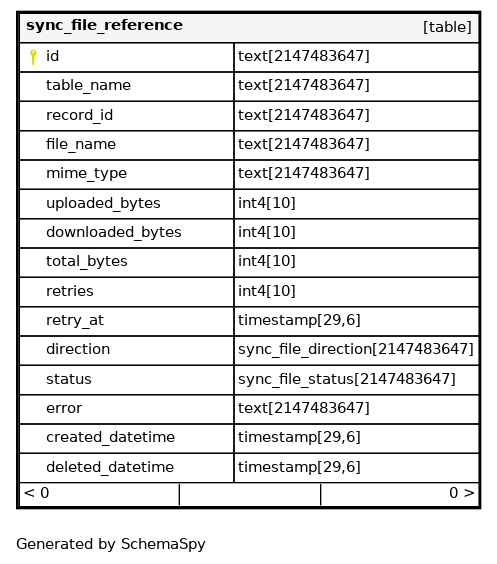 sync_file_reference [table]
id text[2147483647]
table_name text[2147483647]
record_id text[2147483647]
file_name text[2147483647]
mime_type text[2147483647]
uploaded_bytes int4[10]
downloaded_bytes int4[10]
total_bytes int4[10]
retries int4[10]
retry_at timestamp[29,6]
direction sync_file_direction[2147483647]
status sync_file_status[2147483647]
error text[2147483647]
created_datetime timestamp[29,6]
deleted_datetime timestamp[29,6]
< 0 0 >
Generated by SchemaSpy